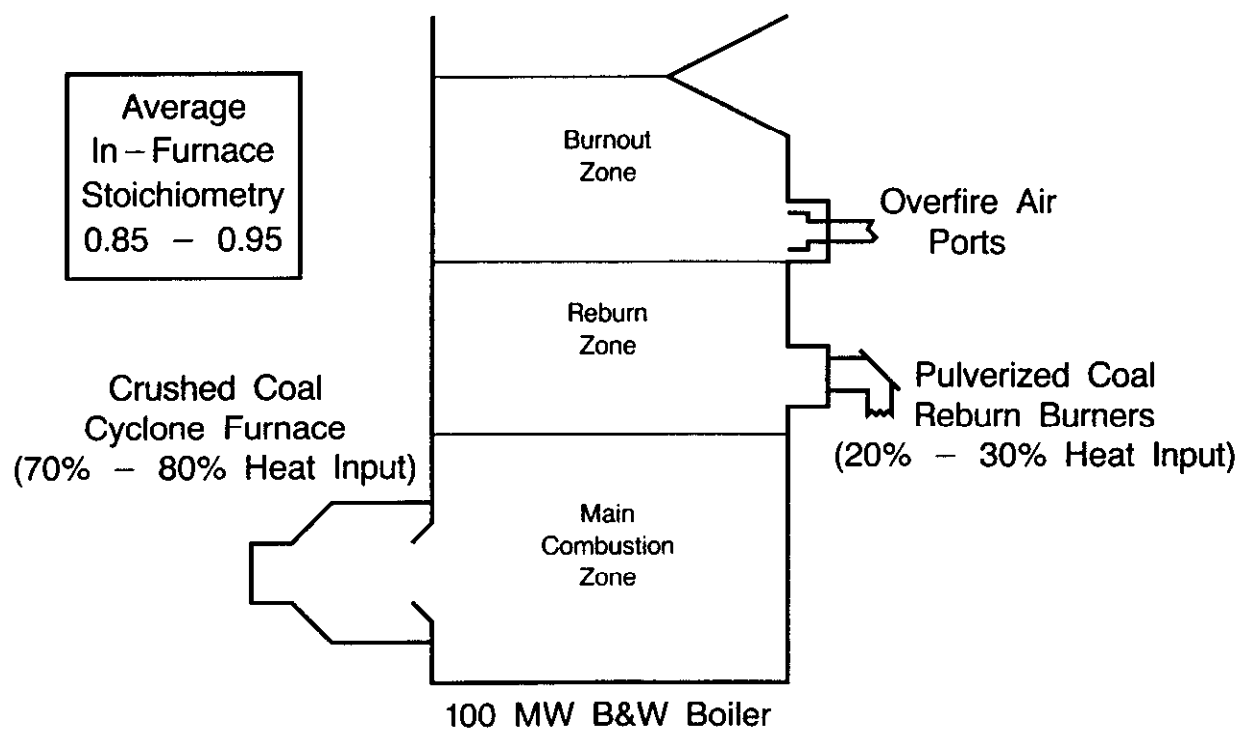 Average
In – Furnace
Stoichiometry
0.85 – 0.95
Burnout
Zone
Overfire Air
Ports
Reburn
Zone
Crushed Coal
Cyclone Furnace
(70% – 80% Heat Input)
Pulverized Coal
Reburn Burners
(20% – 30% Heat Input)
Main
Combustion
Zone
100 MW B&W Boiler